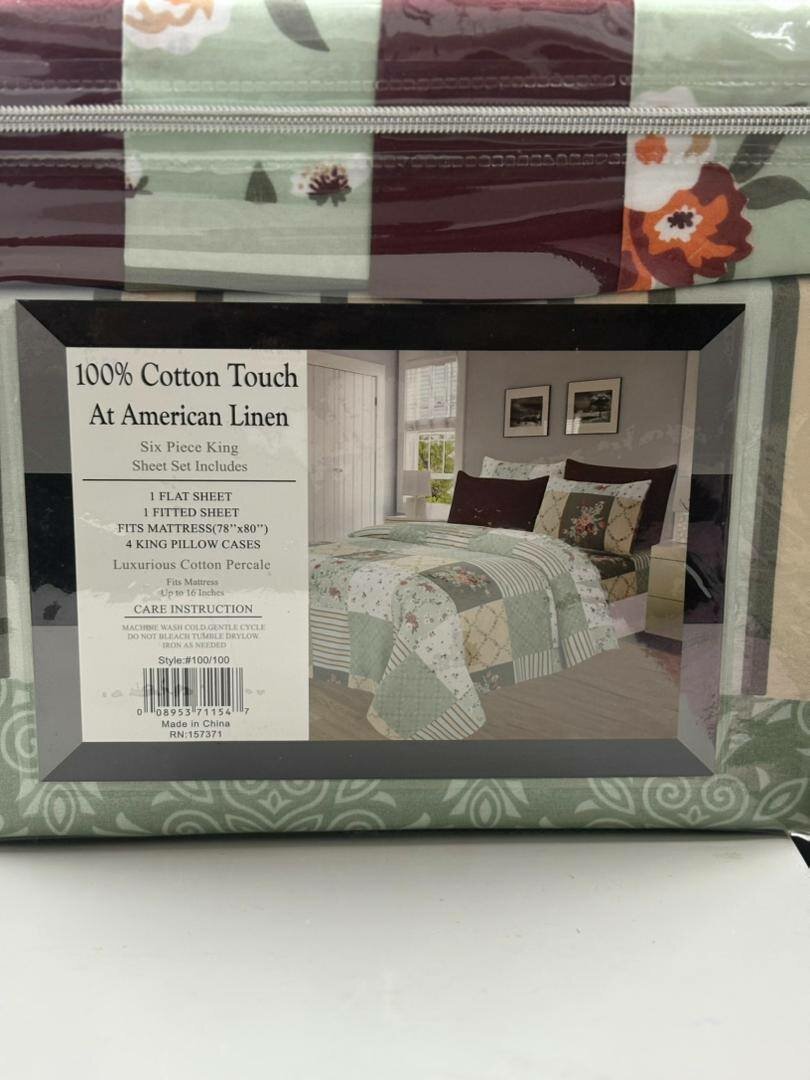 100% Cotton Touch
At American Linen
Six Piece King
Sheet Set Includes
1 FLAT SHEET
1 FITTED SHEET
FITS MATTRESS(78''x80'')
4 KING PILLOW CASES
Luxurious Cotton Percale
Fits Mattress
Up to 16 Inches
CARE INSTRUCTION
MACHINE WASH COLD.GENTLE CYCLE
DO NOT BLEACH TUMBLE DRYLOW.
IRON AS NEEDED
Style:#100/100
0 08953 71154 7
Made in China
RN:157371